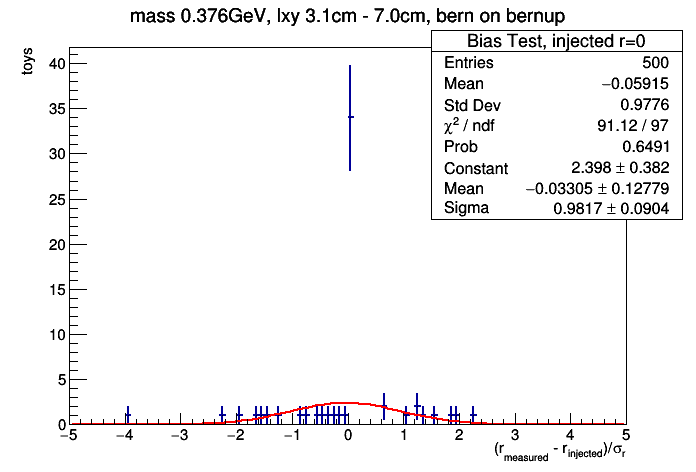 mass 0.376GeV, lxy 3.1cm - 7.0cm, bern on bernup
Bias Test, injected r=0
Entries 500
Mean −0.05915
Std Dev 0.9776
χ² / ndf 91.12 / 97
Prob 0.6491
Constant 2.398 ± 0.382
Mean −0.03305 ± 0.12779
Sigma 0.9817 ± 0.0904
toys
40
35
30
25
20
15
10
5
0
−5 −4 −3 −2 −1 0 1 2 3 4 5
(r_measured - r_injected)/σ_r